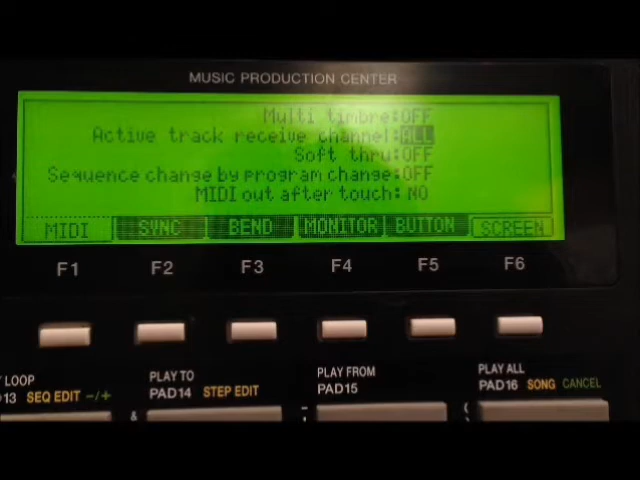 MUSIC PRODUCTION CENTER
Multi timbre:OFF
Active track receive channel:ALL
Soft thru:OFF
Sequence change by program change:OFF
MIDI out after touch: NO
MIDI SYNC BEND MONITOR BUTTON SCREEN
F1 F2 F3 F4 F5 F6
LOOP PLAY TO PLAY FROM PLAY ALL
13 SEQ EDIT -/+ PAD14 STEP EDIT PAD15 PAD16 SONG CANCEL
&